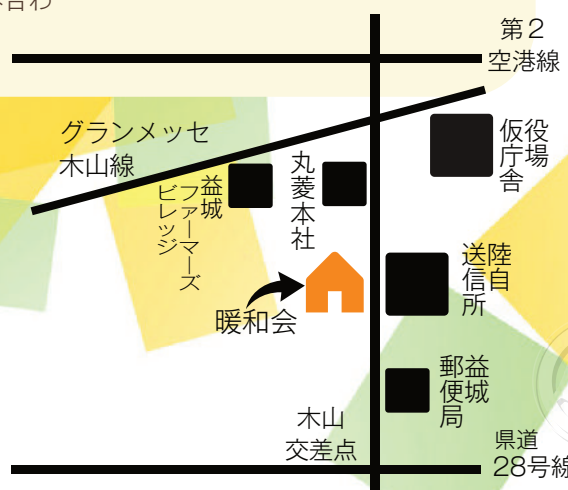 み合わ
第2
空港線
グランメッセ
木山線
益城
ファーマーズ
ビレッジ
丸菱本社
役場
仮庁舎
陸自
送信所
暖和会
益城
郵便局
木山
交差点
県道
28号線